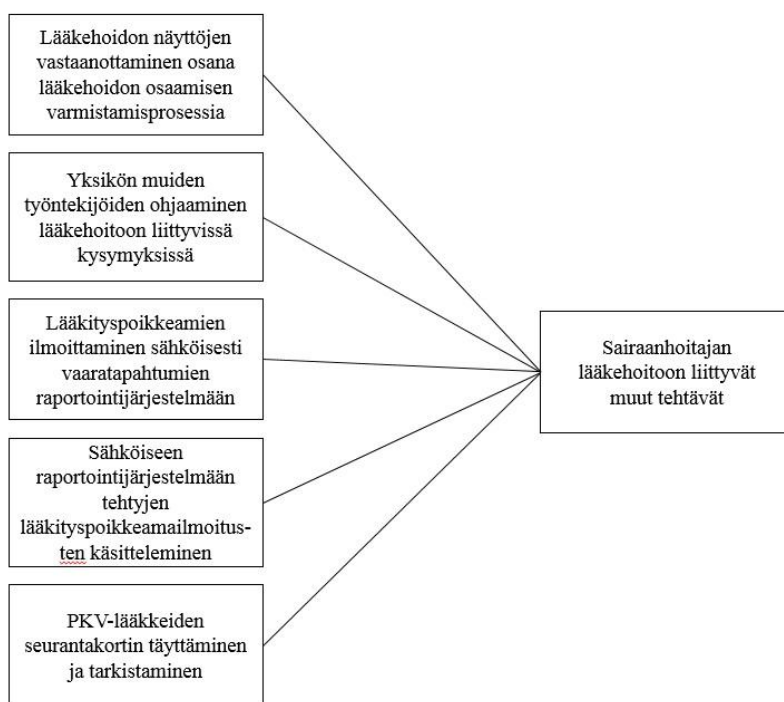 Lääkehoidon näyttöjen
vastaanottaminen osana
lääkehoidon osaamisen
varmistamisprosessia
Yksikön muiden
työntekijöiden ohjaaminen
lääkehoitoon liittyvissä
kysymyksissä
Lääkityspoikkeamien
ilmoittaminen sähköisesti
vaaratapahtumien
raportointijärjestelmään
Sähköiseen
raportointijärjestelmään
tehtyjen
lääkityspoikkeamailmoitus-
ten käsitteleminen
PKV-lääkkeiden
seurantakortin täyttäminen
ja tarkistaminen
Sairaanhoitajan
lääkehoitoon liittyvät
muut tehtävät